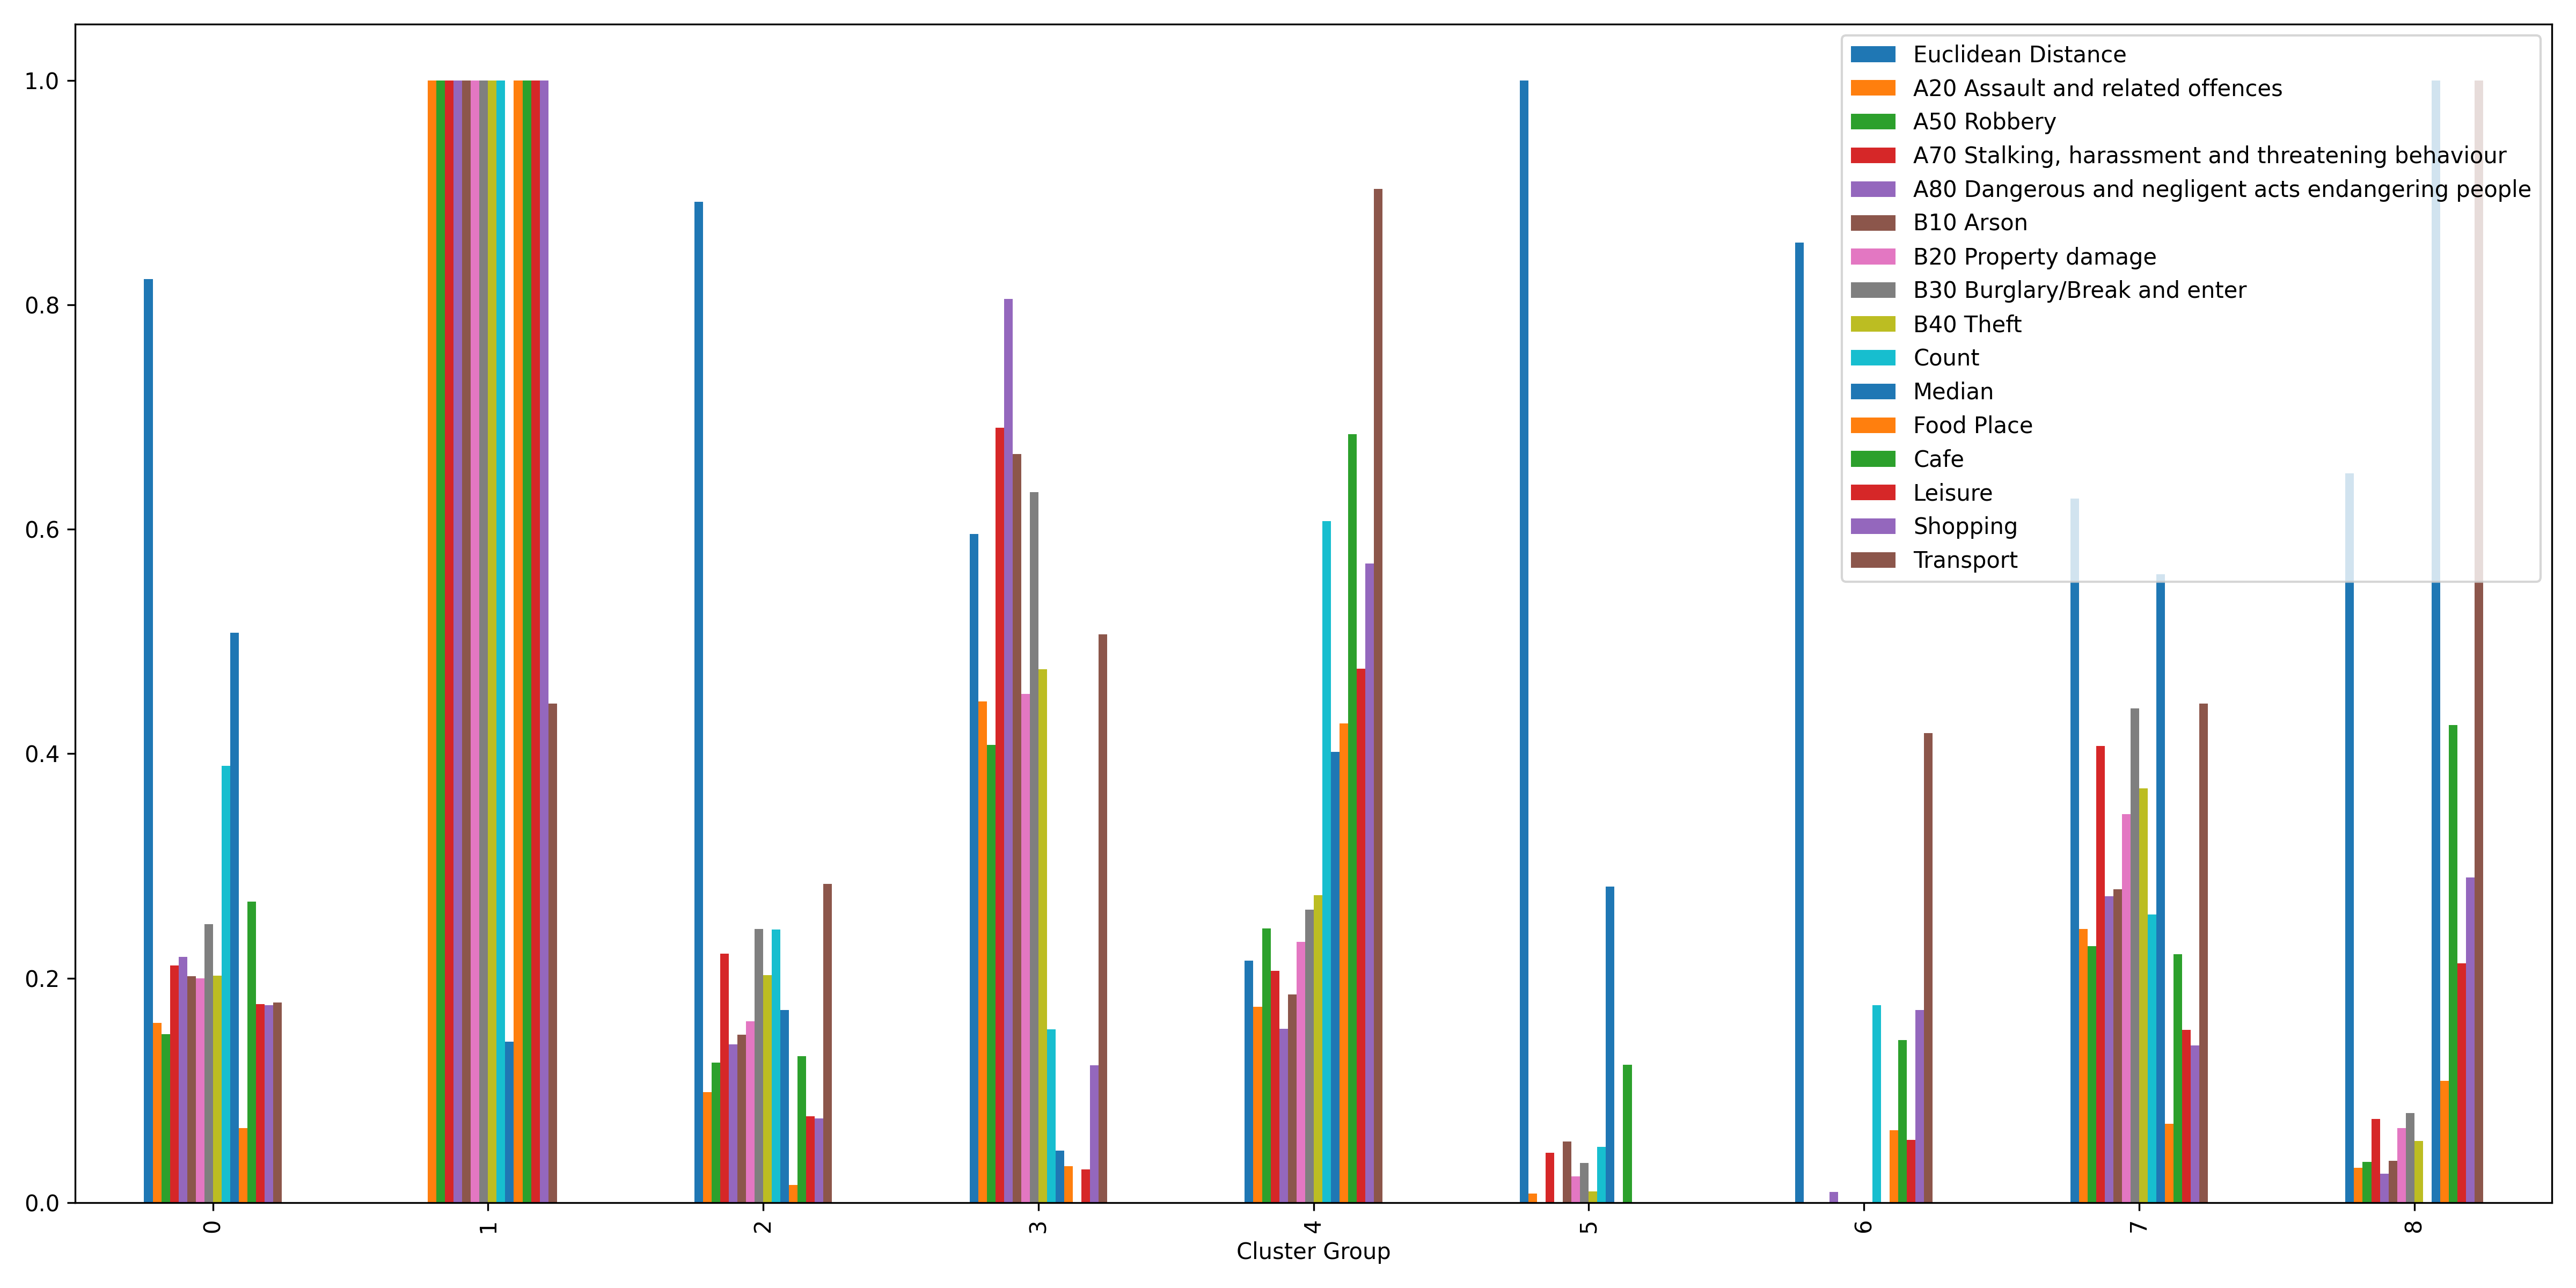 1.0
0.8
0.6
0.4
0.2
0.0
Euclidean Distance
A20 Assault and related offences
A50 Robbery
A70 Stalking, harassment and threatening behaviour
A80 Dangerous and negligent acts endangering people
B10 Arson
B20 Property damage
B30 Burglary/Break and enter
B40 Theft
Count
Median
Food Place
Cafe
Leisure
Shopping
Transport
0 1 2 3 4 5 6 7 8
Cluster Group